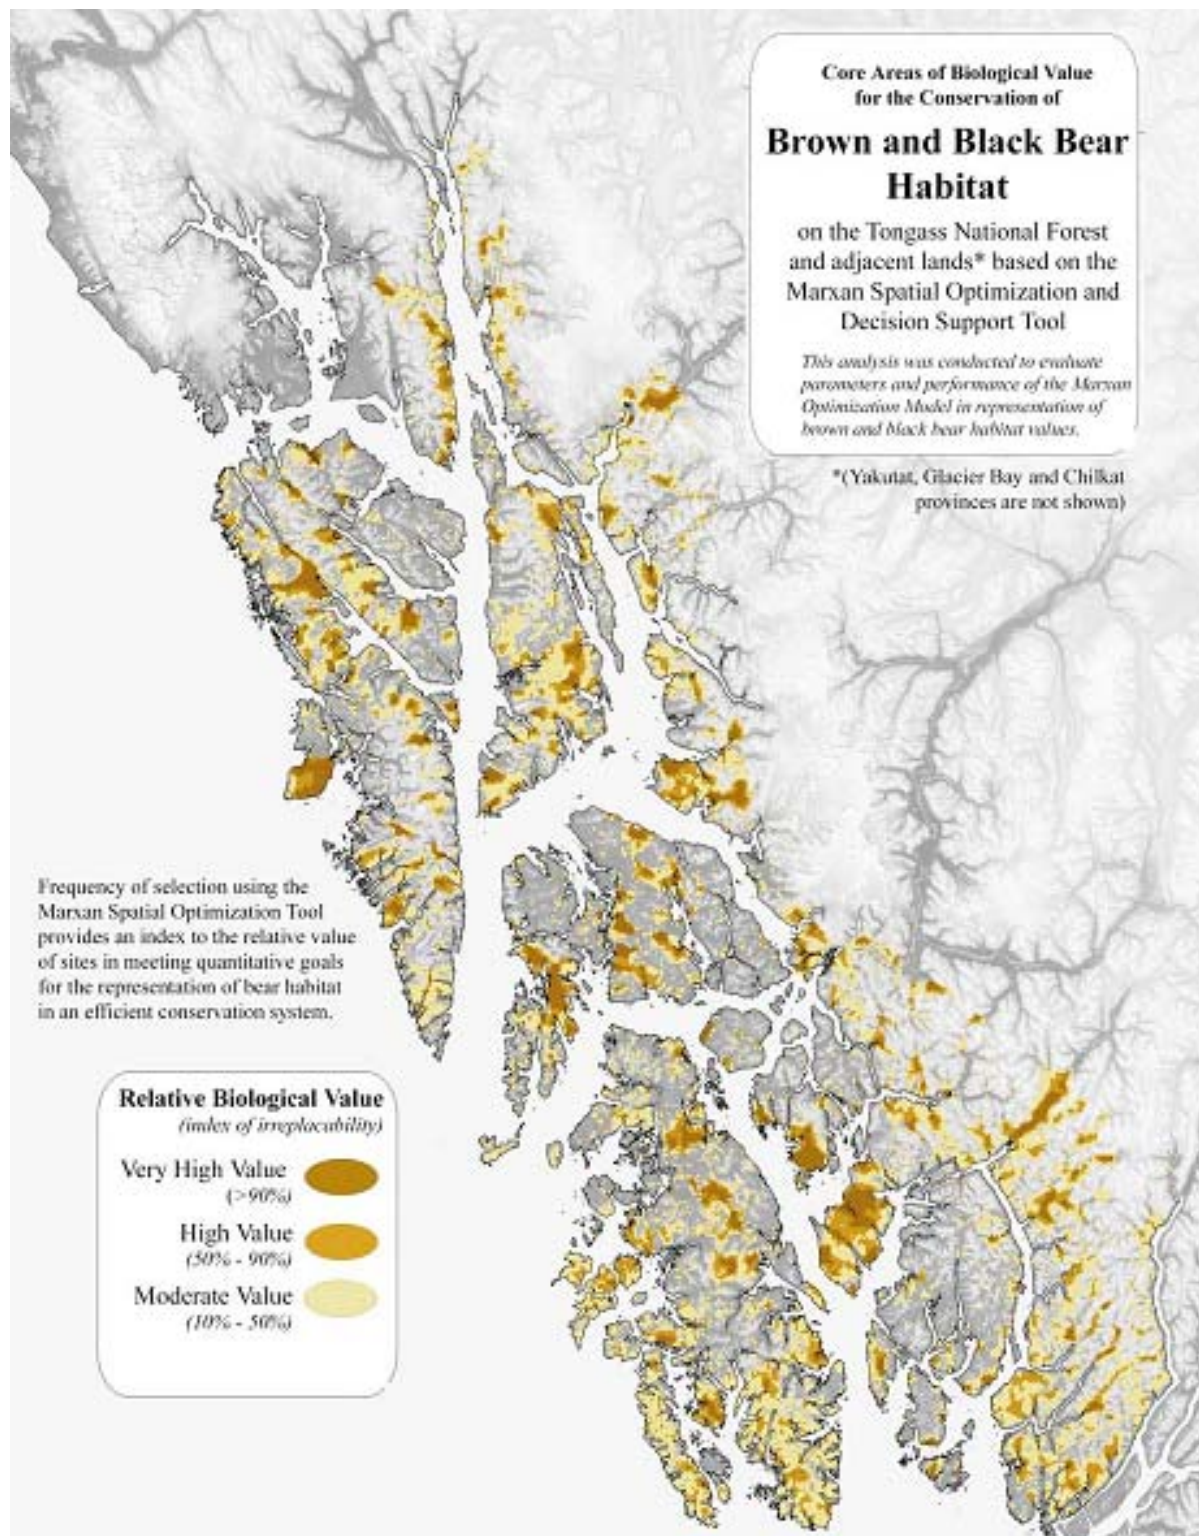 Core Areas of Biological Value
for the Conservation of
Brown and Black Bear
Habitat
on the Tongass National Forest
and adjacent lands* based on the
Marxan Spatial Optimization and
Decision Support Tool
This analysis was conducted to evaluate
parameters and performance of the Marxan
Optimization Model in representation of
brown and black bear habitat values.
*(Yakutat, Glacier Bay and Chilkat
provinces are not shown)
Frequency of selection using the
Marxan Spatial Optimization Tool
provides an index to the relative value
of sites in meeting quantitative goals
for the representation of bear habitat
in an efficient conservation system.
Relative Biological Value
(index of irreplacability)
Very High Value
(>90%)
High Value
(50% - 90%)
Moderate Value
(10% - 50%)